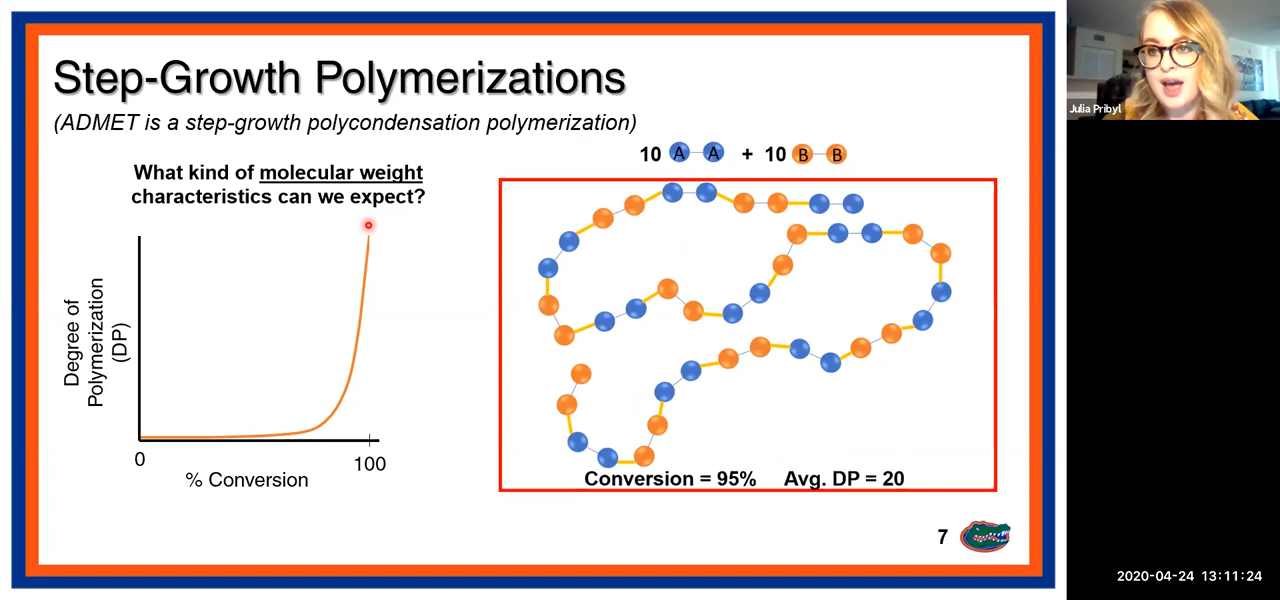 Step-Growth Polymerizations
(ADMET is a step-growth polycondensation polymerization)
What kind of molecular weight
characteristics can we expect?
Degree of
Polymerization
(DP)
0
100
% Conversion
10 A A + 10 B B
Conversion = 95% Avg. DP = 20
7
Julia Pribyl
2020-04-24 13:11:24